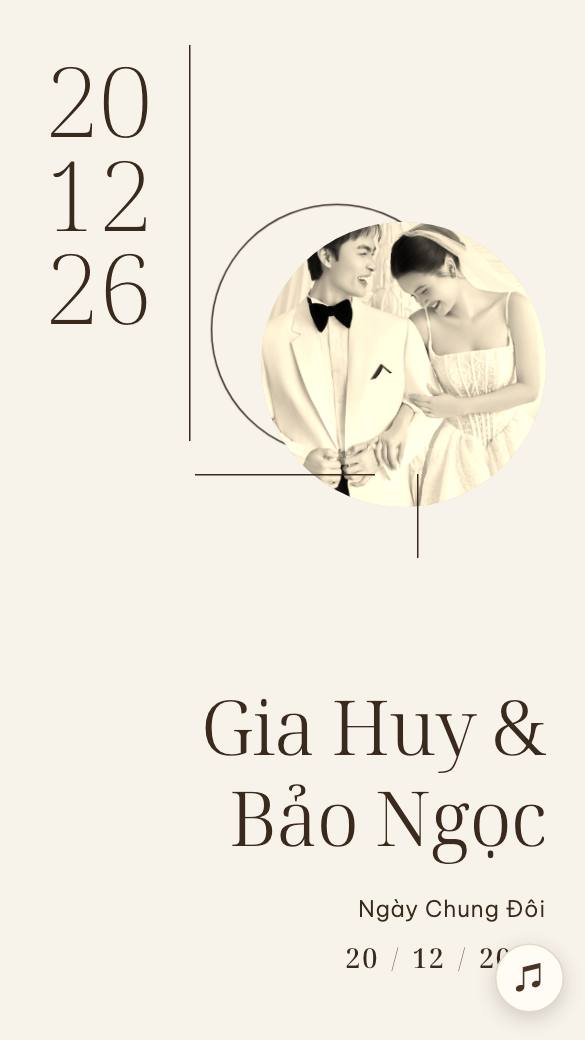 20
12
26
Gia Huy &
Bảo Ngọc
Ngày Chung Đôi
20 / 12 /